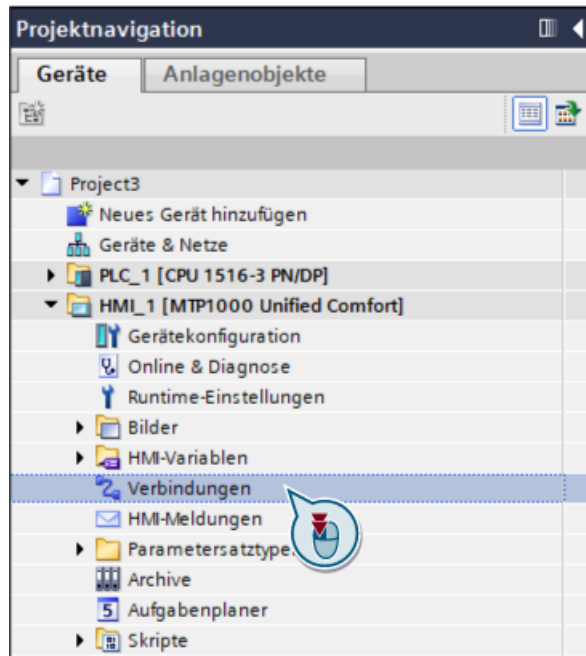 Projektnavigation
Geräte
Anlagenobjekte
Project3
Neues Gerät hinzufügen
Geräte & Netze
PLC_1 [CPU 1516-3 PN/DP]
HMI_1 [MTP1000 Unified Comfort]
Gerätekonfiguration
Online & Diagnose
Runtime-Einstellungen
Bilder
HMI-Variablen
Verbindungen
HMI-Meldungen
Parametersatztype
Archive
5 Aufgabenplaner
Skripte